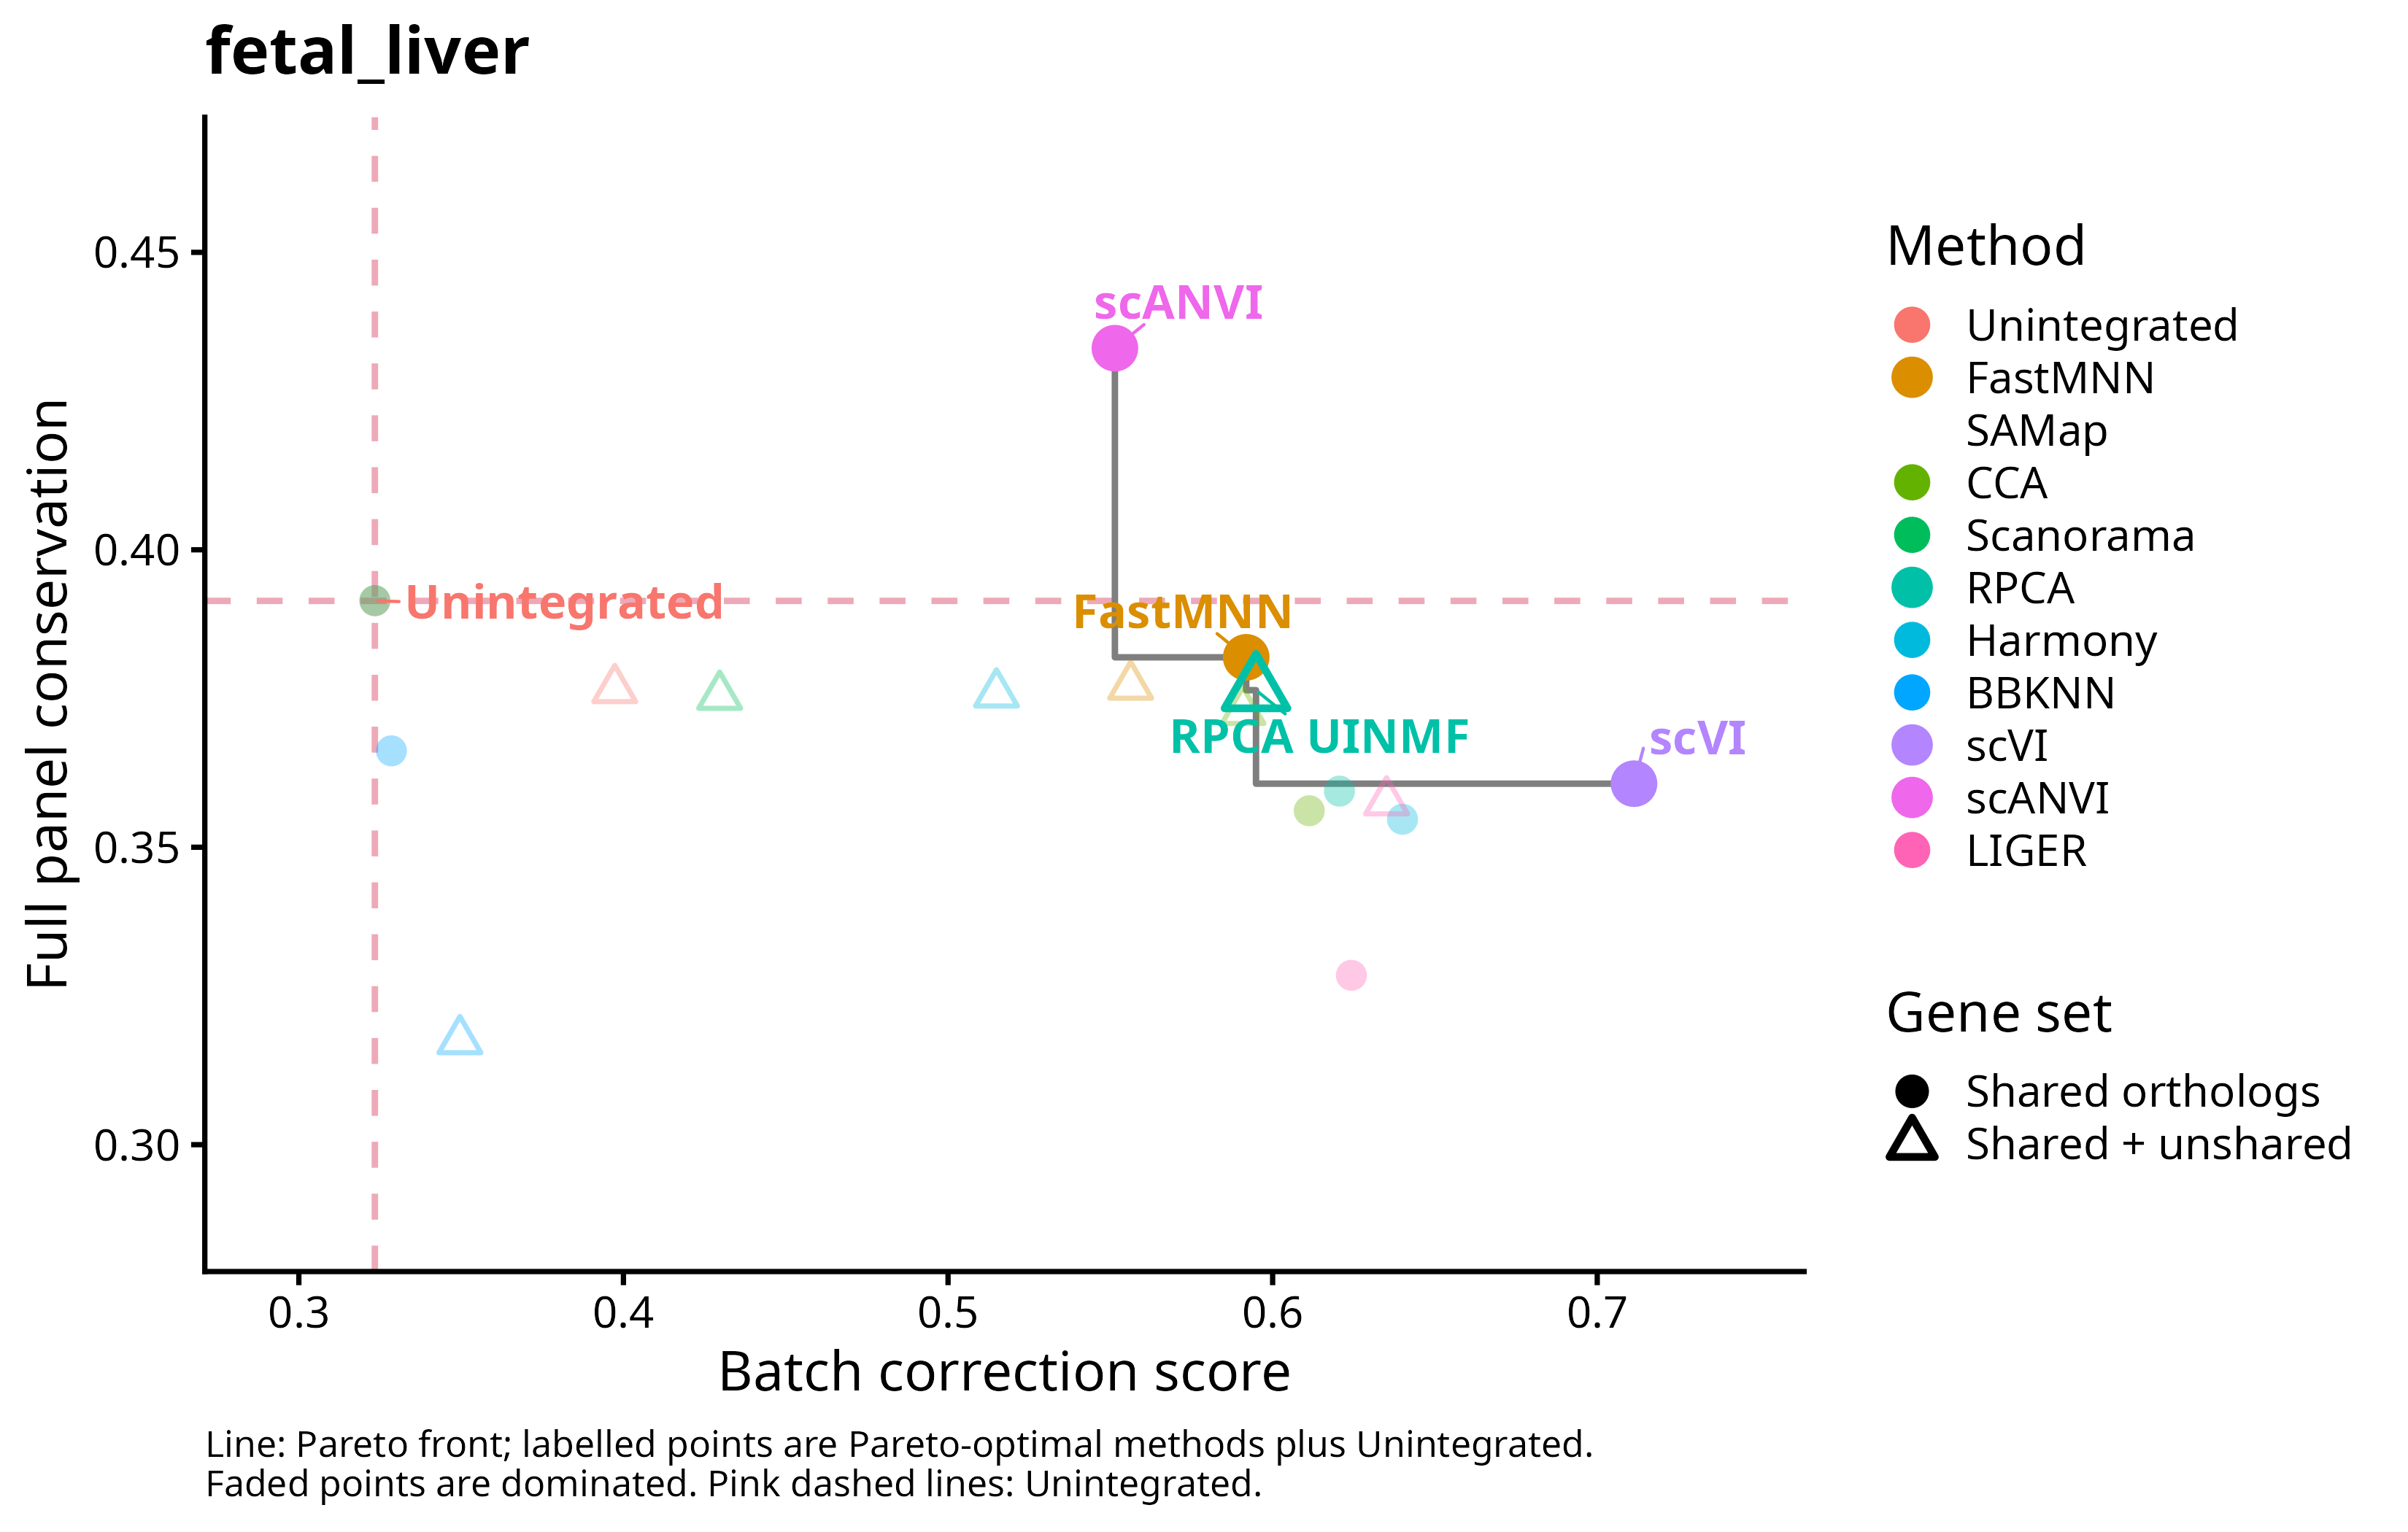 fetal_liver
Full panel conservation
0.45
0.40
0.35
0.30
scANVI
Unintegrated
FastMNN
RPCA UINMF
scVI
0.3
0.4
0.5
0.6
0.7
Batch correction score
Line: Pareto front; labelled points are Pareto-optimal methods plus Unintegrated.
Faded points are dominated. Pink dashed lines: Unintegrated.
Method
Unintegrated
FastMNN
SAMap
CCA
Scanorama
RPCA
Harmony
BBKNN
scVI
scANVI
LIGER
Gene set
Shared orthologs
Shared + unshared